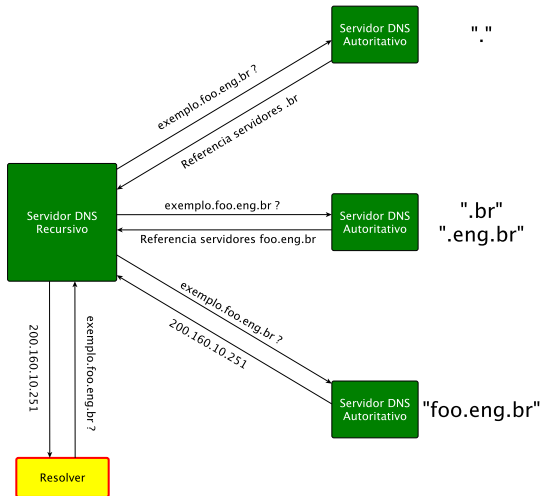 Servidor DNS
Autoritativo
"."
exemplo.foo.eng.br ?
Referencia servidores .br
Servidor DNS
Recursivo
exemplo.foo.eng.br ?
Referencia servidores foo.eng.br
Servidor DNS
Autoritativo
".br"
".eng.br"
exemplo.foo.eng.br ?
200.160.10.251
Servidor DNS
Autoritativo
"foo.eng.br"
200.160.10.251
exemplo.foo.eng.br ?
Resolver